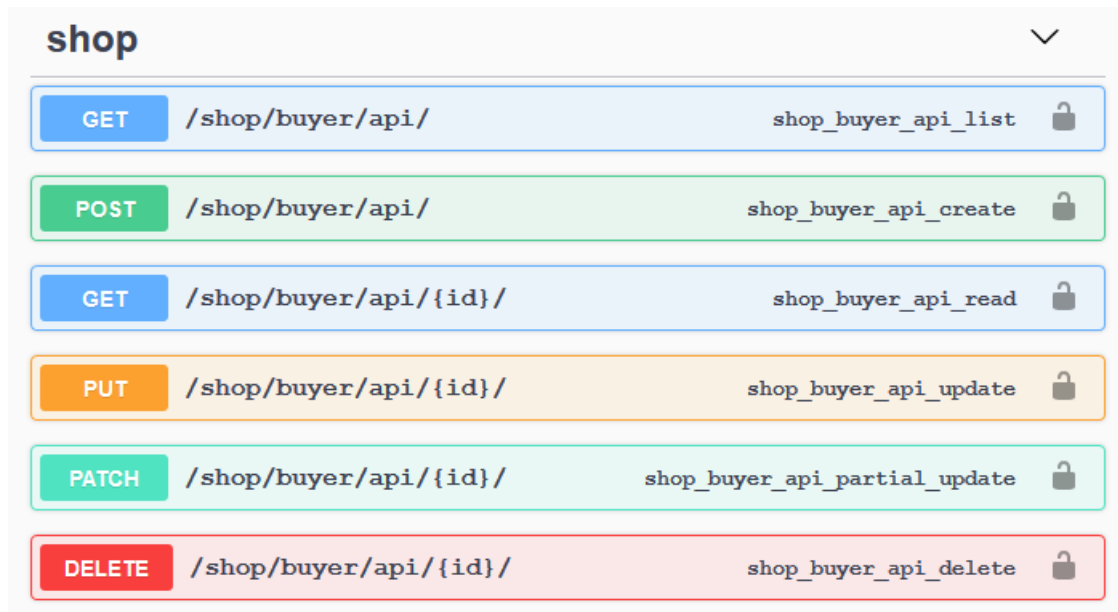 shop
GET /shop/buyer/api/ shop_buyer_api_list
POST /shop/buyer/api/ shop_buyer_api_create
GET /shop/buyer/api/{id}/ shop_buyer_api_read
PUT /shop/buyer/api/{id}/ shop_buyer_api_update
PATCH /shop/buyer/api/{id}/ shop_buyer_api_partial_update
DELETE /shop/buyer/api/{id}/ shop_buyer_api_delete